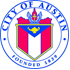 CITY OF AUSTIN
FOUNDED 1839